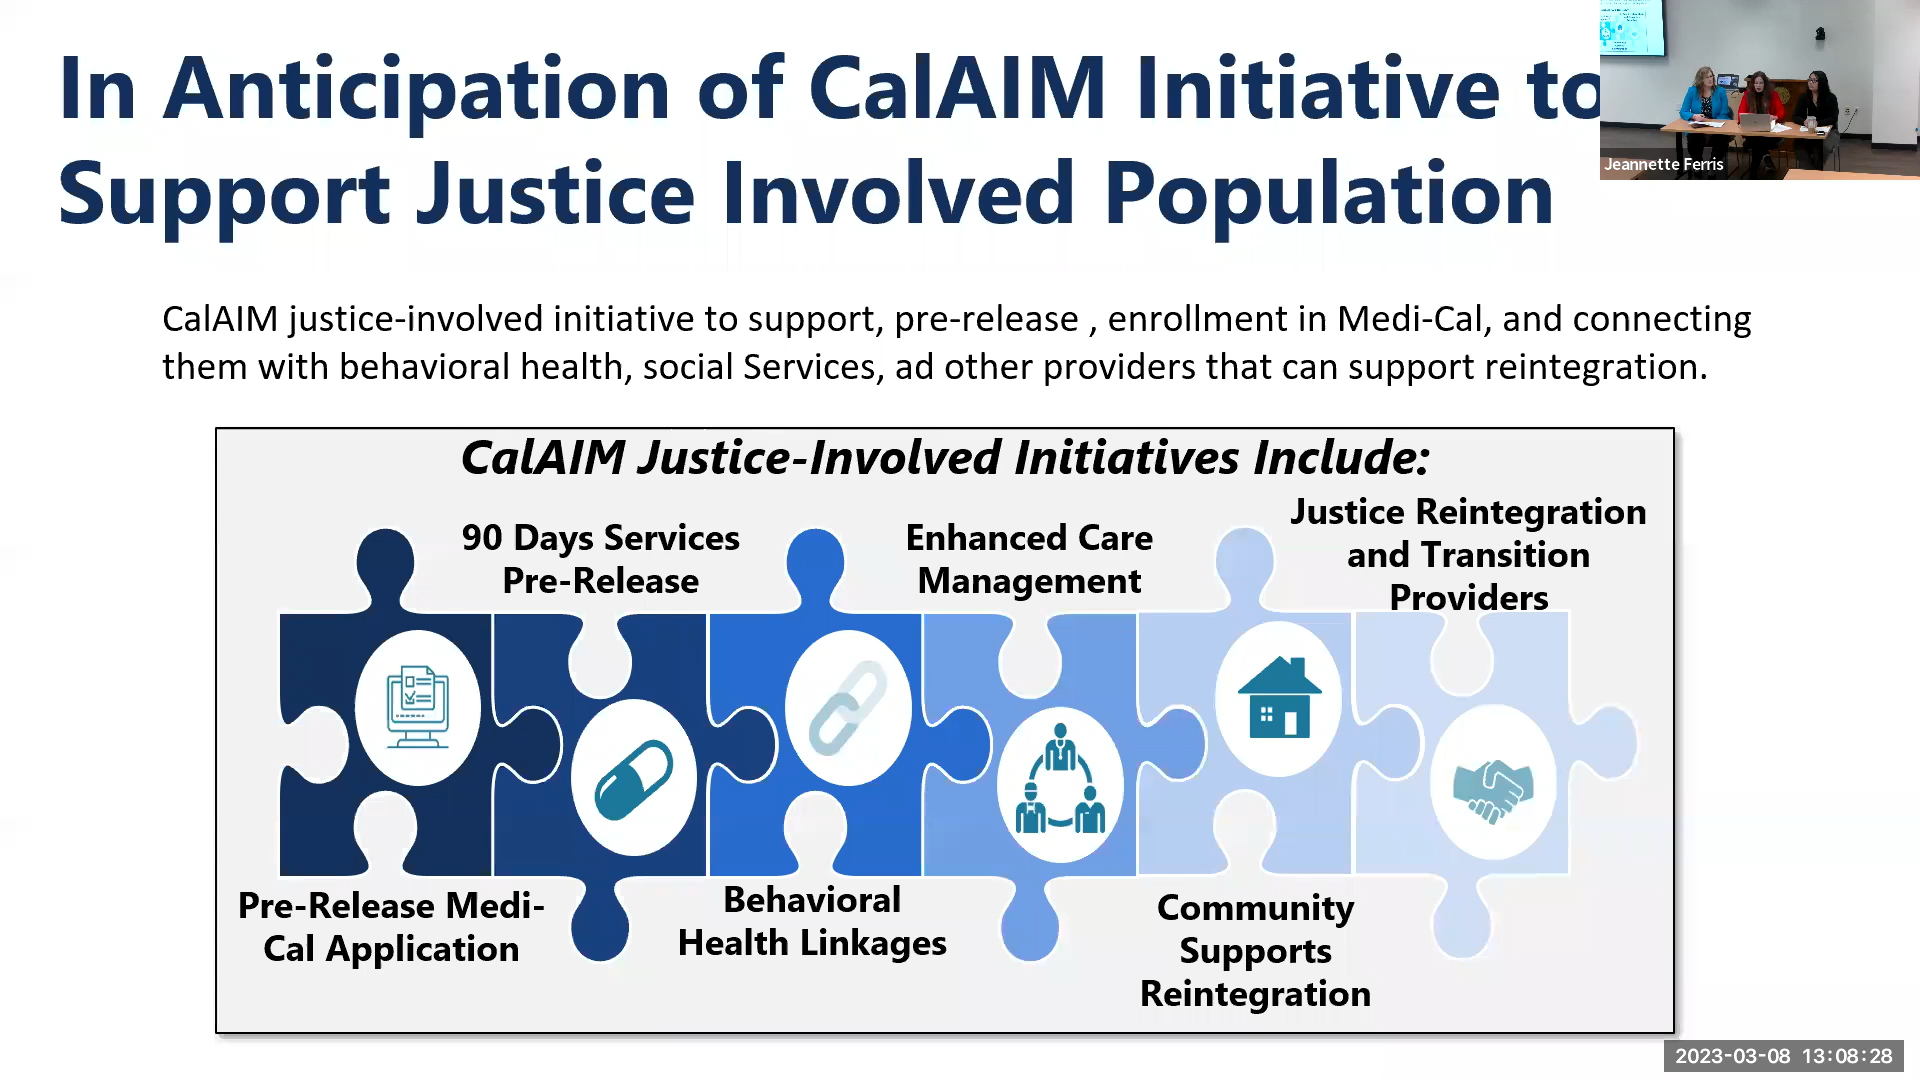 In Anticipation of CalAIM Initiative to
Support Justice Involved Population
Jeannette Ferris
CalAIM justice-involved initiative to support, pre-release , enrollment in Medi-Cal, and connecting
them with behavioral health, social Services, ad other providers that can support reintegration.
CalAIM Justice-Involved Initiatives Include:
90 Days Services
Pre-Release
Enhanced Care
Management
Justice Reintegration
and Transition
Providers
Pre-Release Medi-
Cal Application
Behavioral
Health Linkages
Community
Supports
Reintegration
2023-03-08 13:08:28